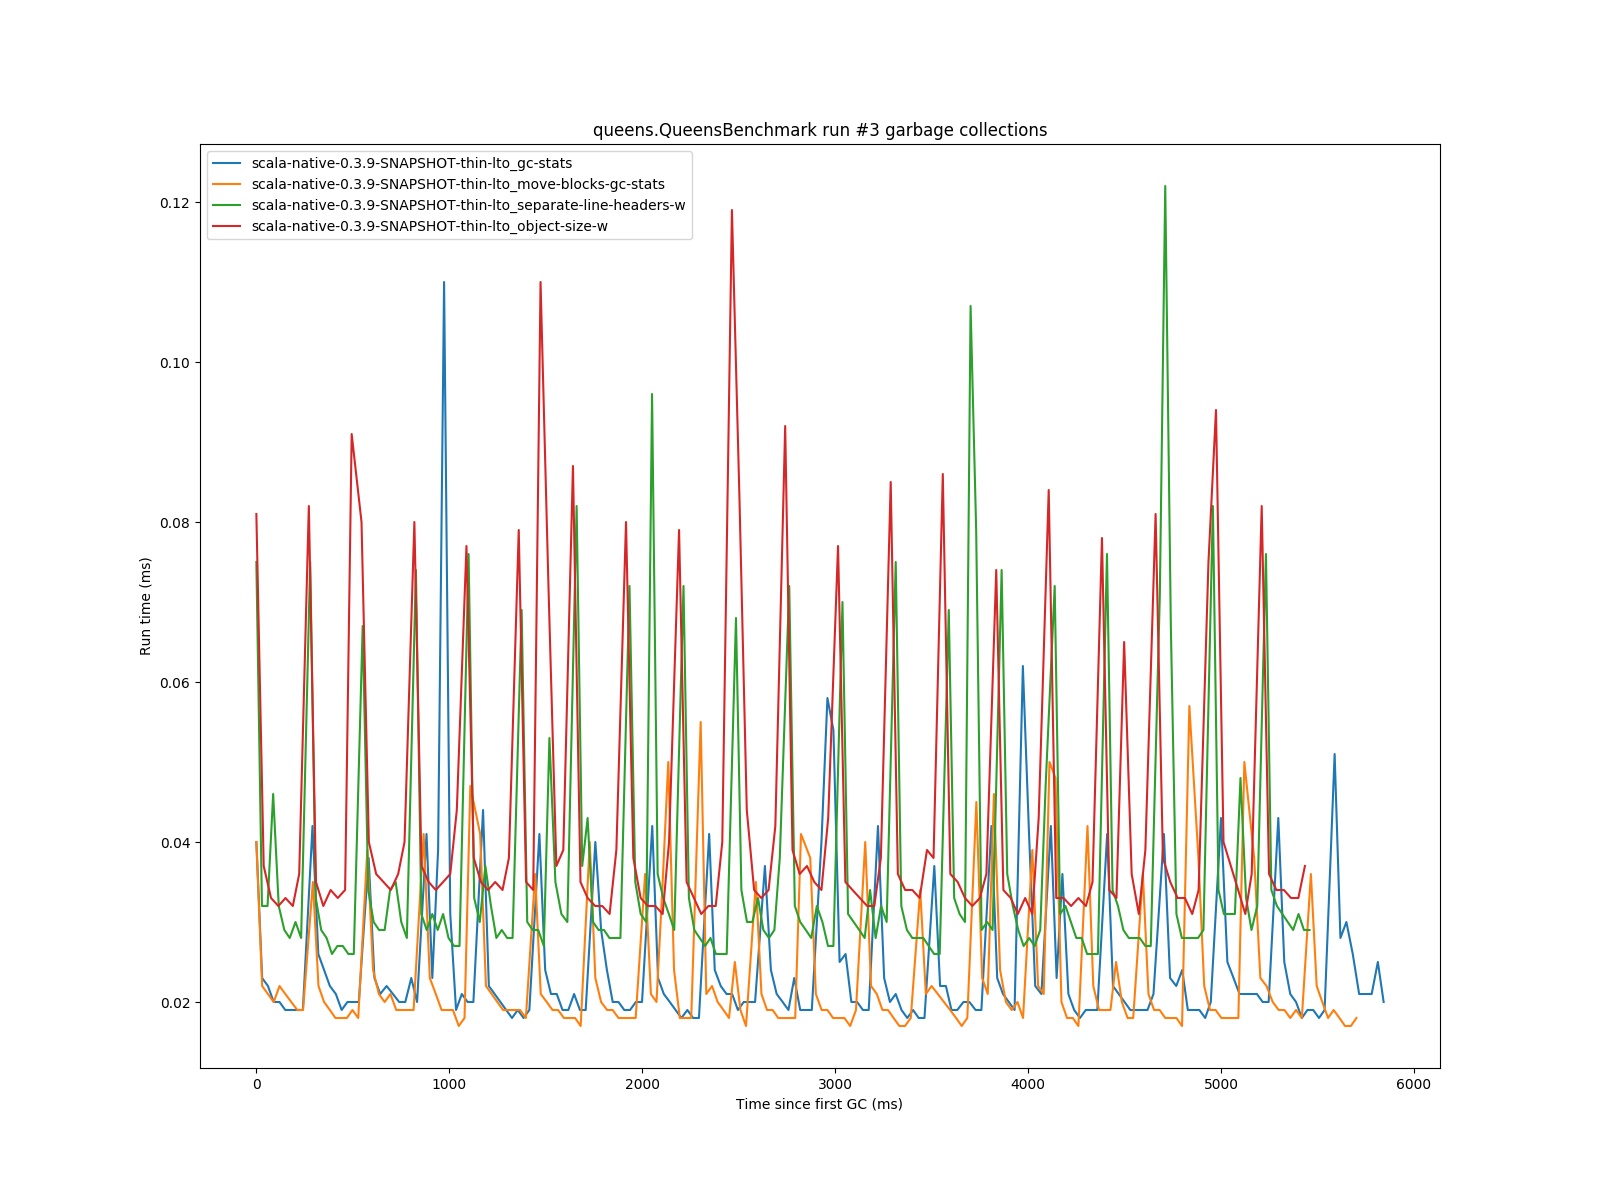 queens.QueensBenchmark run #3 garbage collections
scala-native-0.3.9-SNAPSHOT-thin-lto_gc-stats
scala-native-0.3.9-SNAPSHOT-thin-lto_move-blocks-gc-stats
scala-native-0.3.9-SNAPSHOT-thin-lto_separate-line-headers-w
scala-native-0.3.9-SNAPSHOT-thin-lto_object-size-w
0.12
0.10
0.08
0.06
0.04
0.02
Run time (ms)
0 1000 2000 3000 4000 5000 6000
Time since first GC (ms)